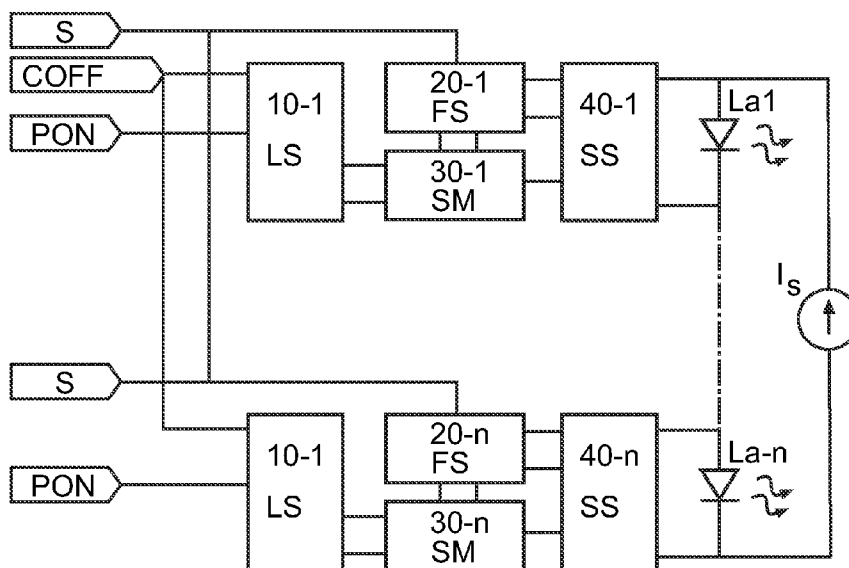 S
COFF
PON
10-1
LS
20-1
FS
30-1
SM
40-1
SS
La1
Is
S
PON
10-1
LS
20-n
FS
30-n
SM
40-n
SS
La-n